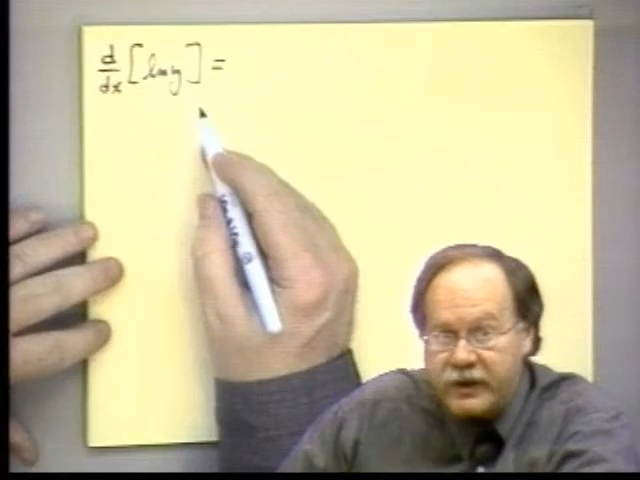 d/dx [ln y] =